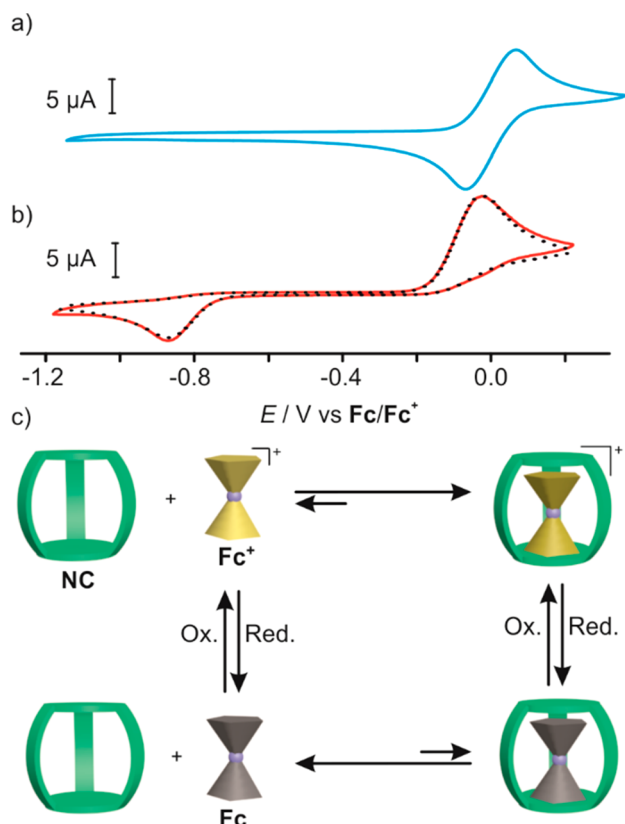 a)
5 μA
b)
5 μA
-1.2 -0.8 -0.4 0.0
E / V vs Fc/Fc+
c)
+
+
+
NC
Fc+
Ox. Red. Ox. Red.
+
Fc